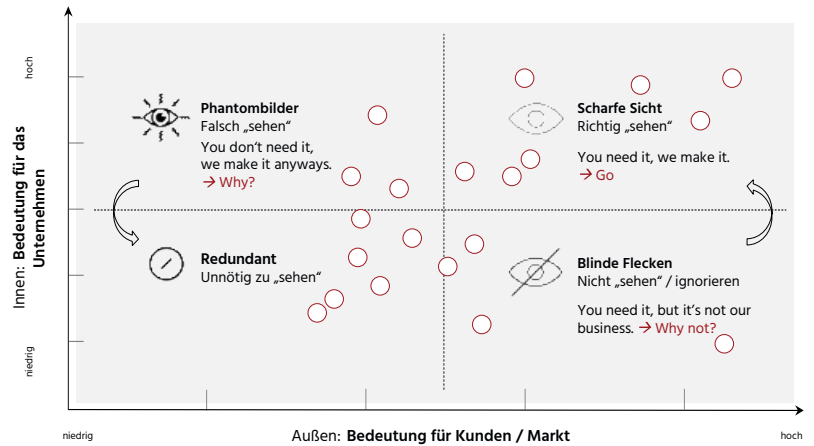 hoch
Innen: Bedeutung für das
Unternehmen
niedrig
Phantombilder
Falsch „sehen“
You don't need it,
we make it anyways.
→ Why?
Scharfe Sicht
Richtig „sehen“
You need it, we make it.
→ Go
Redundant
Unnötig zu „sehen“
Blinde Flecken
Nicht „sehen“ / ignorieren
You need it, but it's not our
business. → Why not?
niedrig
Außen: Bedeutung für Kunden / Markt
hoch